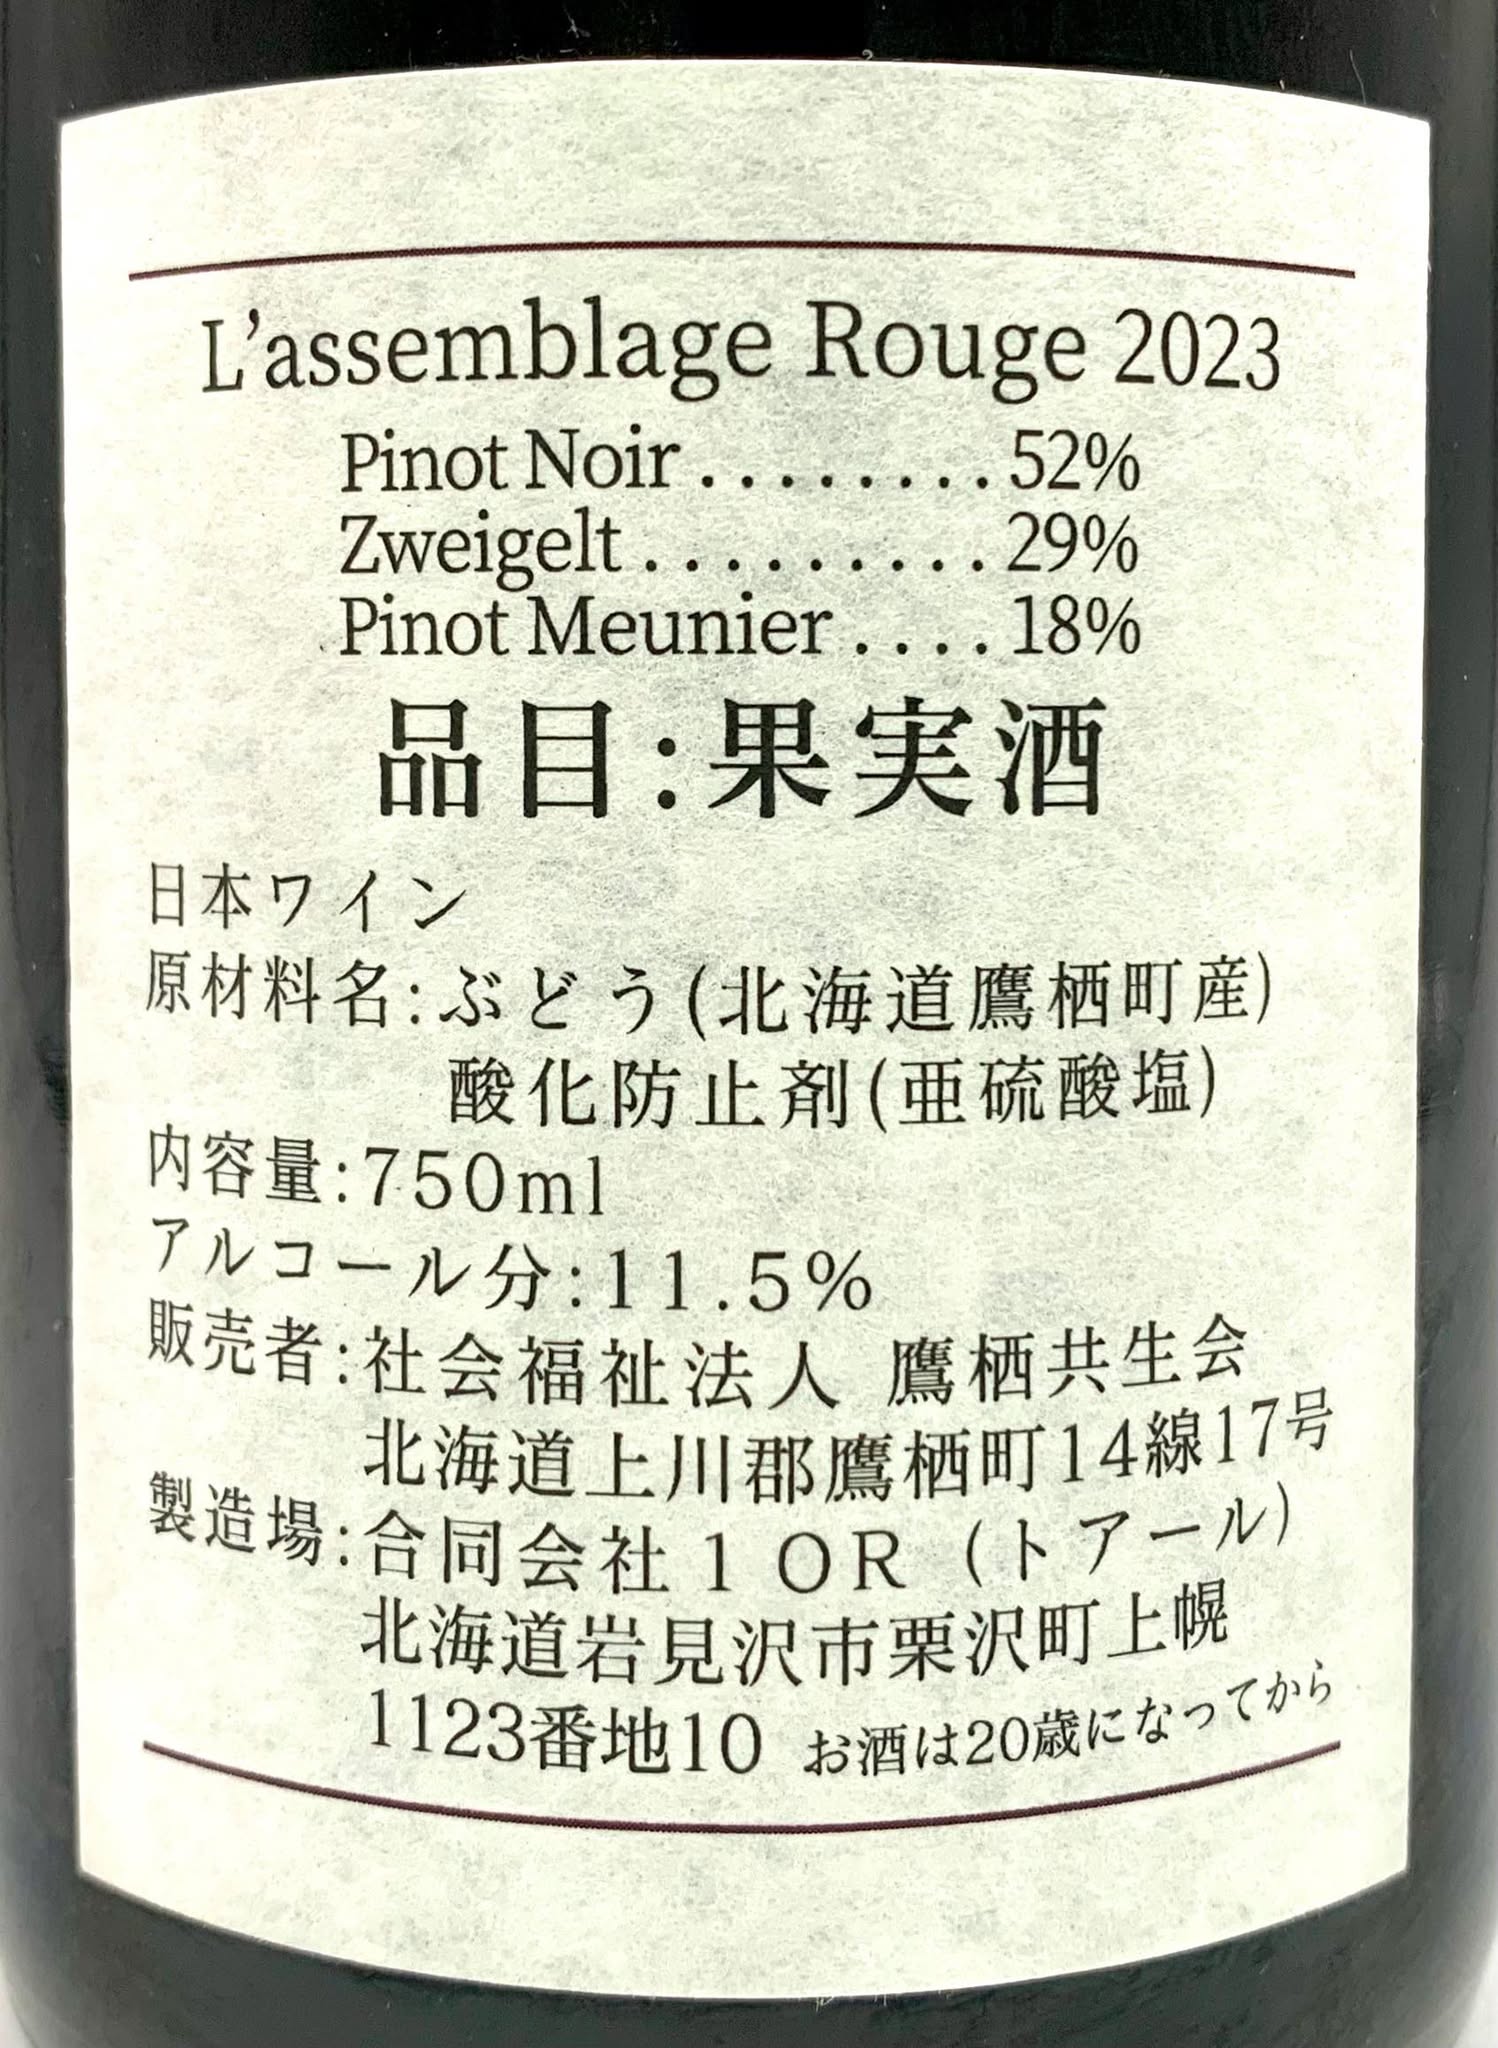 L'assemblage Rouge 2023
Pinot Noir ........ 52%
Zweigelt ......... 29%
Pinot Meunier .... 18%
品目:果実酒
日本ワイン
原材料名:ぶどう(北海道鷹栖町産)
酸化防止剤(亜硫酸塩)
内容量:750ml
アルコール分:11.5%
販売者:社会福祉法人 鷹栖共生会
北海道上川郡鷹栖町14線17号
製造場:合同会社1OR (トアール)
北海道岩見沢市栗沢町上幌
1123番地10 お酒は20歳になってから